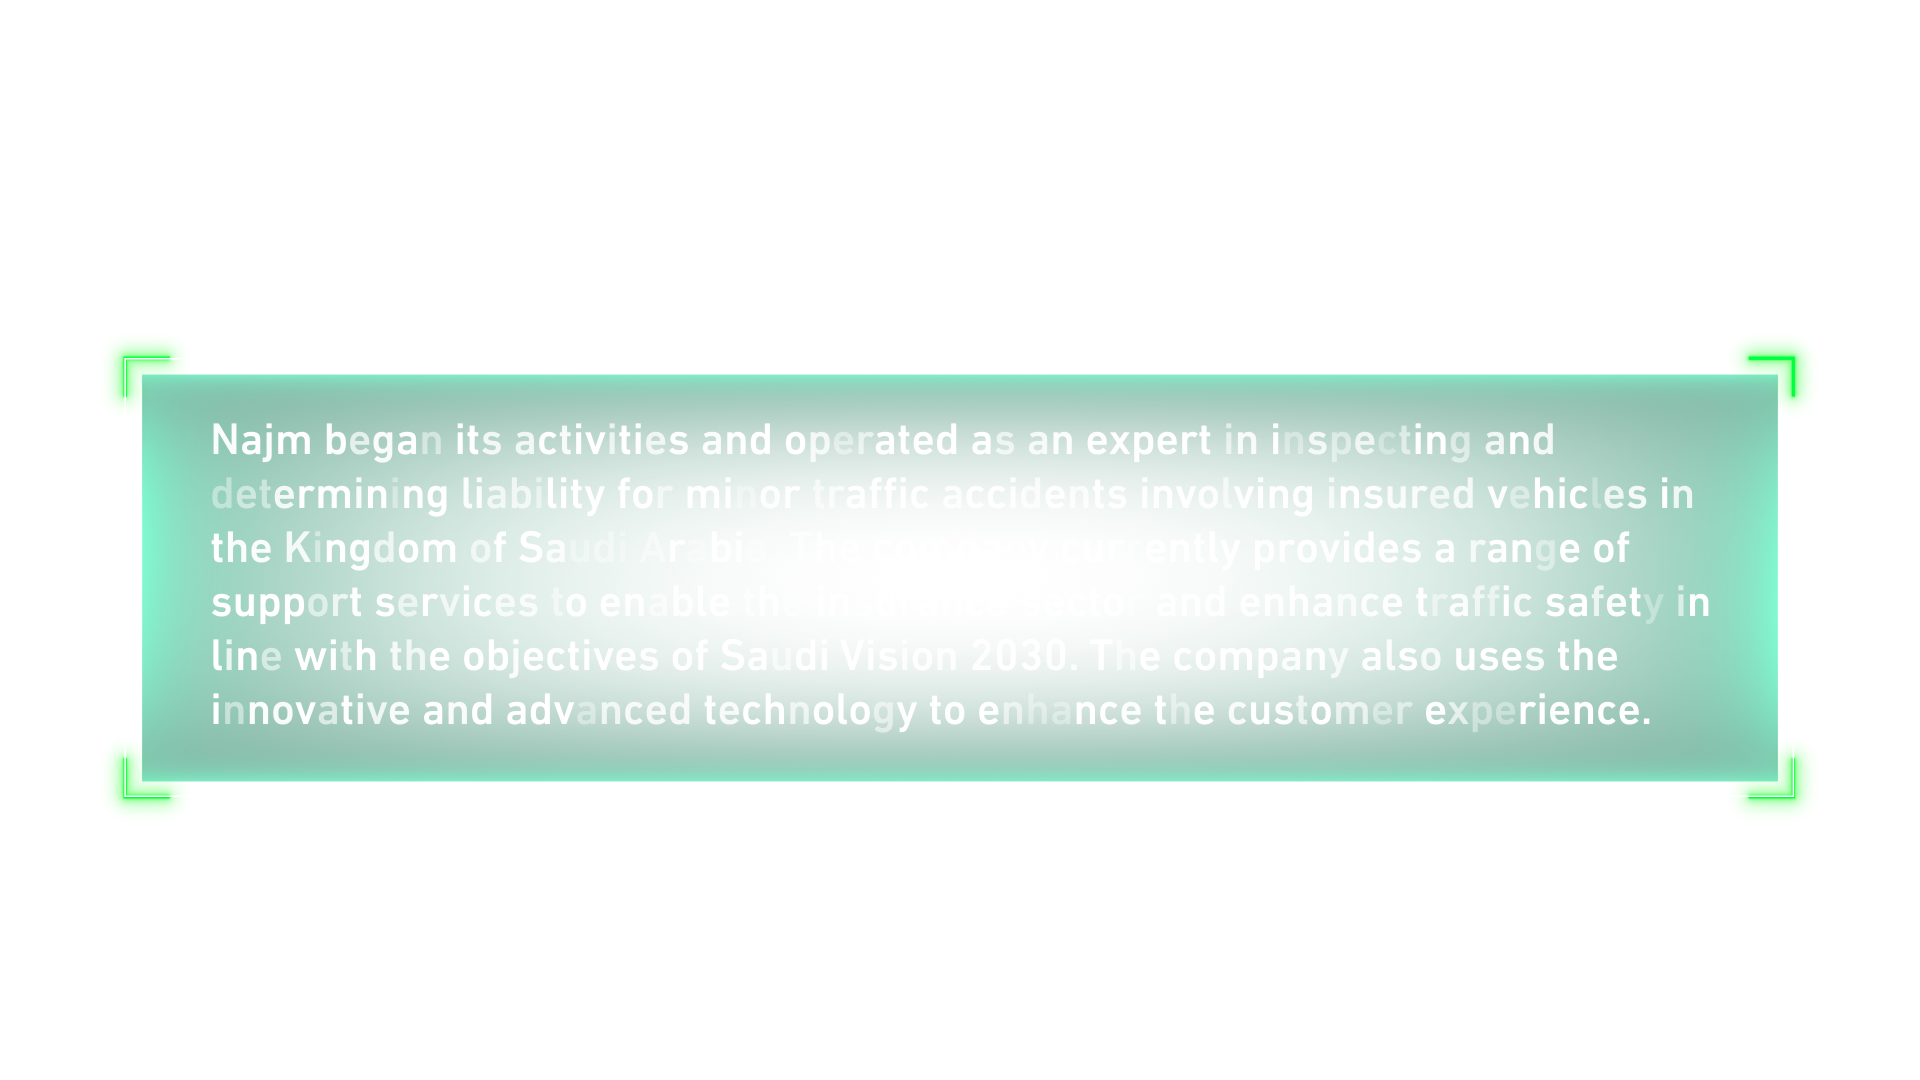 Najm began its activities and operated as an expert in inspecting and
determining liability for minor traffic accidents involving insured vehicles in
the Kingdom of Saudi Arabia. The company currently provides a range of
support services to enable the insurance sector and enhance traffic safety in
line with the objectives of Saudi Vision 2030. The company also uses the
innovative and advanced technology to enhance the customer experience.